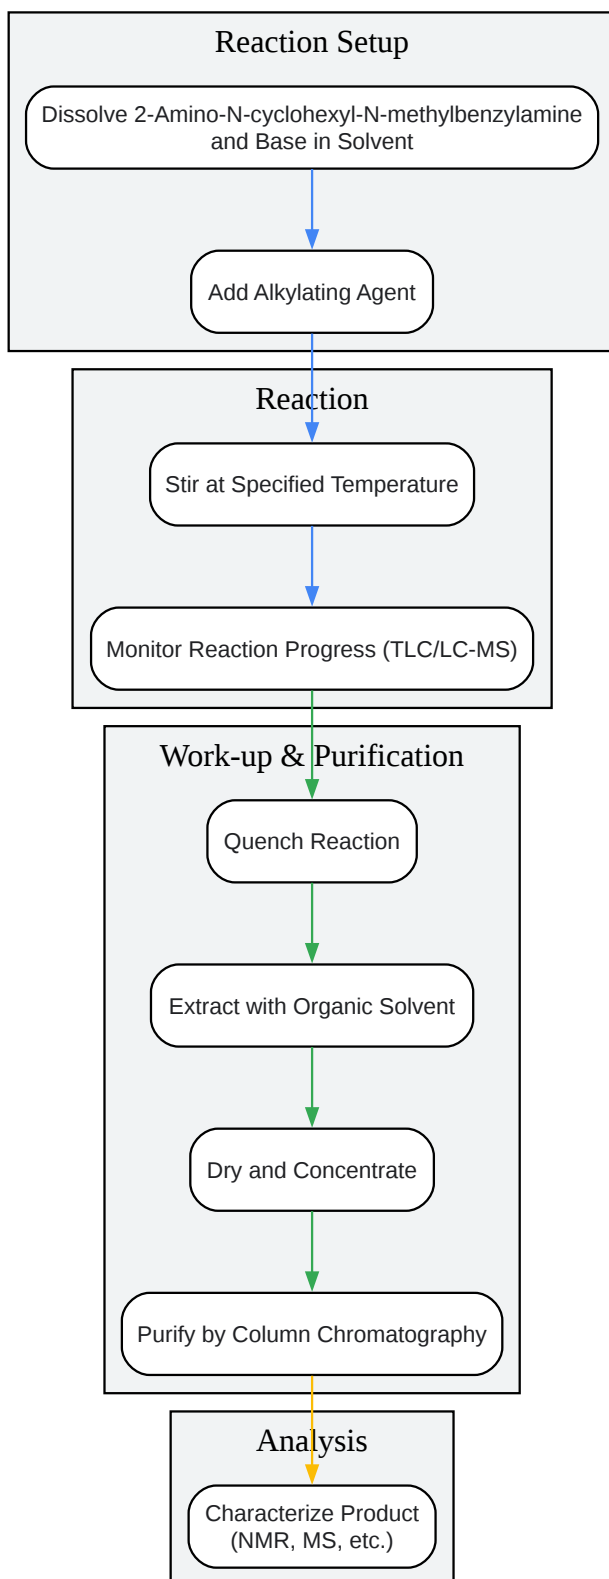 Reaction Setup
Dissolve 2-Amino-N-cyclohexyl-N-methylbenzylamine
and Base in Solvent
Add Alkylating Agent
Reaction
Stir at Specified Temperature
Monitor Reaction Progress (TLC/LC-MS)
Work-up & Purification
Quench Reaction
Extract with Organic Solvent
Dry and Concentrate
Purify by Column Chromatography
Analysis
Characterize Product
(NMR, MS, etc.)